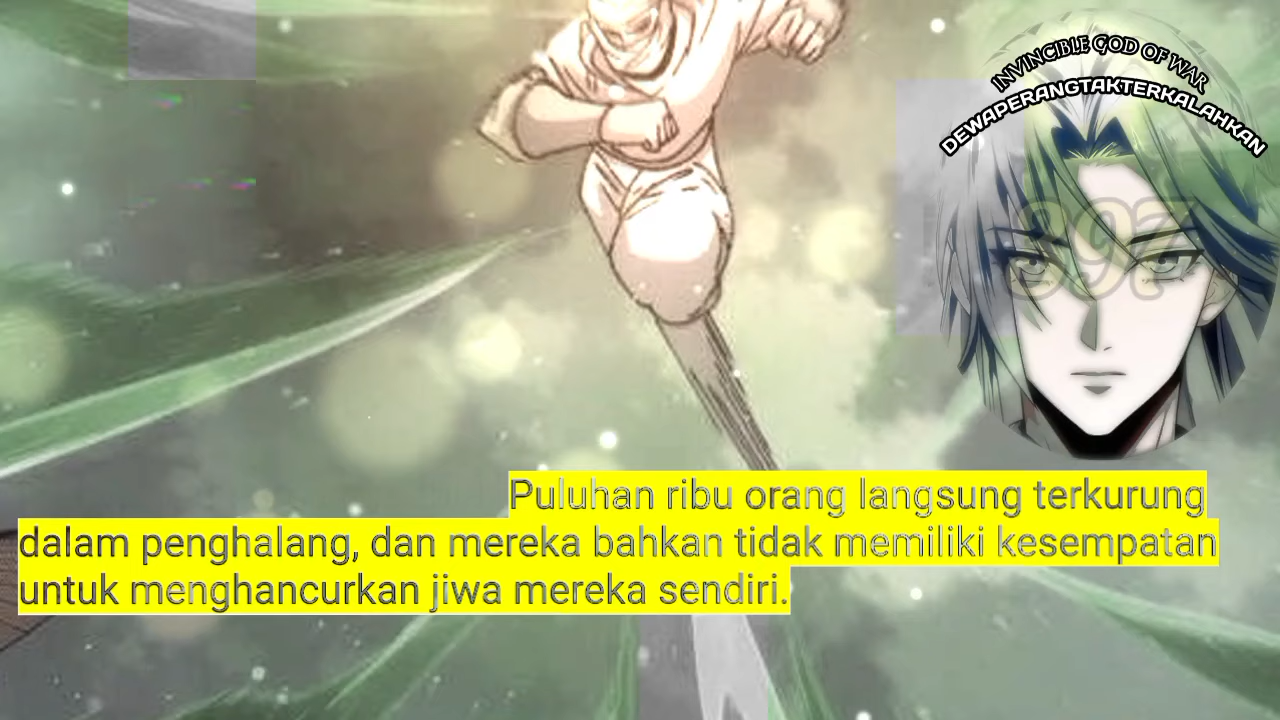 INVINCIBLE GOD OF WAR
DEWAPERANGTAKTERKALAHKAN
897
Puluhan ribu orang langsung terkurung
dalam penghalang, dan mereka bahkan tidak memiliki kesempatan
untuk menghancurkan jiwa mereka sendiri.